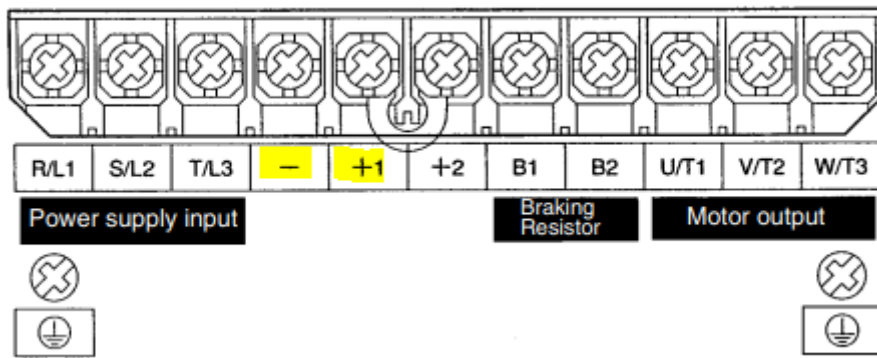 R/L1 S/L2 T/L3 − +1 +2 B1 B2 U/T1 V/T2 W/T3
Power supply input
Braking
Resistor
Motor output